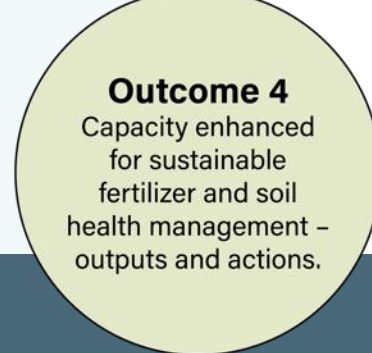 Outcome 4
Capacity enhanced
for sustainable
fertilizer and soil
health management –
outputs and actions.